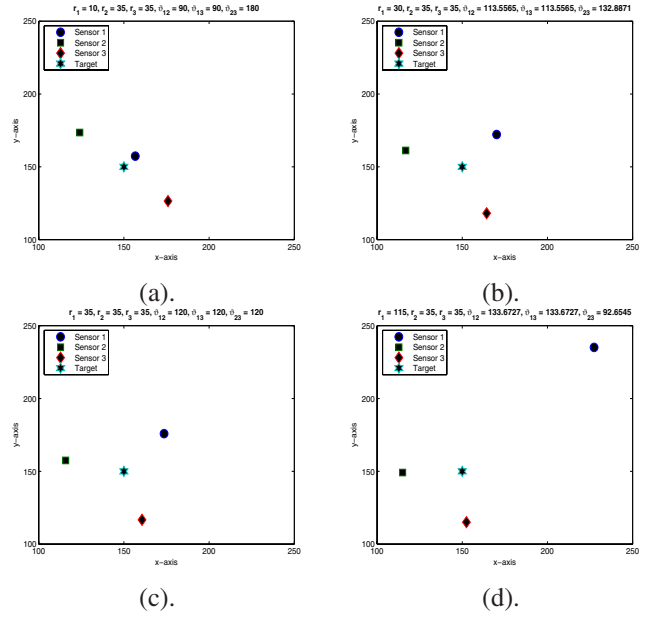 r1 = 10, r2 = 35, r3 = 35, ϑ12 = 90, ϑ13 = 90, ϑ23 = 180
250
200
150
100
y-axis
Sensor 1
Sensor 2
Sensor 3
Target
100 150 200 250
x-axis
(a).
r1 = 30, r2 = 35, r3 = 35, ϑ12 = 113.5565, ϑ13 = 113.5565, ϑ23 = 132.8871
250
200
150
100
y-axis
Sensor 1
Sensor 2
Sensor 3
Target
100 150 200 250
x-axis
(b).
r1 = 35, r2 = 35, r3 = 35, ϑ12 = 120, ϑ13 = 120, ϑ23 = 120
250
200
150
100
y-axis
Sensor 1
Sensor 2
Sensor 3
Target
100 150 200 250
x-axis
(c).
r1 = 115, r2 = 35, r3 = 35, ϑ12 = 133.6727, ϑ13 = 133.6727, ϑ23 = 92.6545
250
200
150
100
y-axis
Sensor 1
Sensor 2
Sensor 3
Target
100 150 200 250
x-axis
(d).